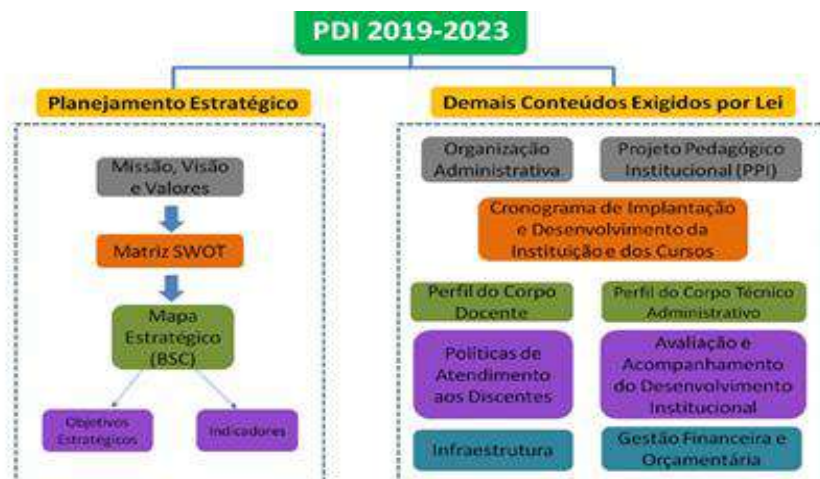 PDI 2019-2023
Planejamento Estratégico
Missão, Visão
e Valores
Matriz SWOT
Mapa
Estratégico
(BSC)
Objetivos
Estratégicos
Indicadores
Demais Conteúdos Exigidos por Lei
Organização
Administrativa
Projeto Pedagógico
Institucional (PPI)
Cronograma de Implantação
e Desenvolvimento da
Instituição e dos Cursos
Perfil do Corpo
Docente
Perfil do Corpo Técnico
Administrativo
Políticas de
Atendimento
aos Discentes
Avaliação e
Acompanhamento
do Desenvolvimento
Institucional
Infraestrutura
Gestão Financeira e
Orçamentária